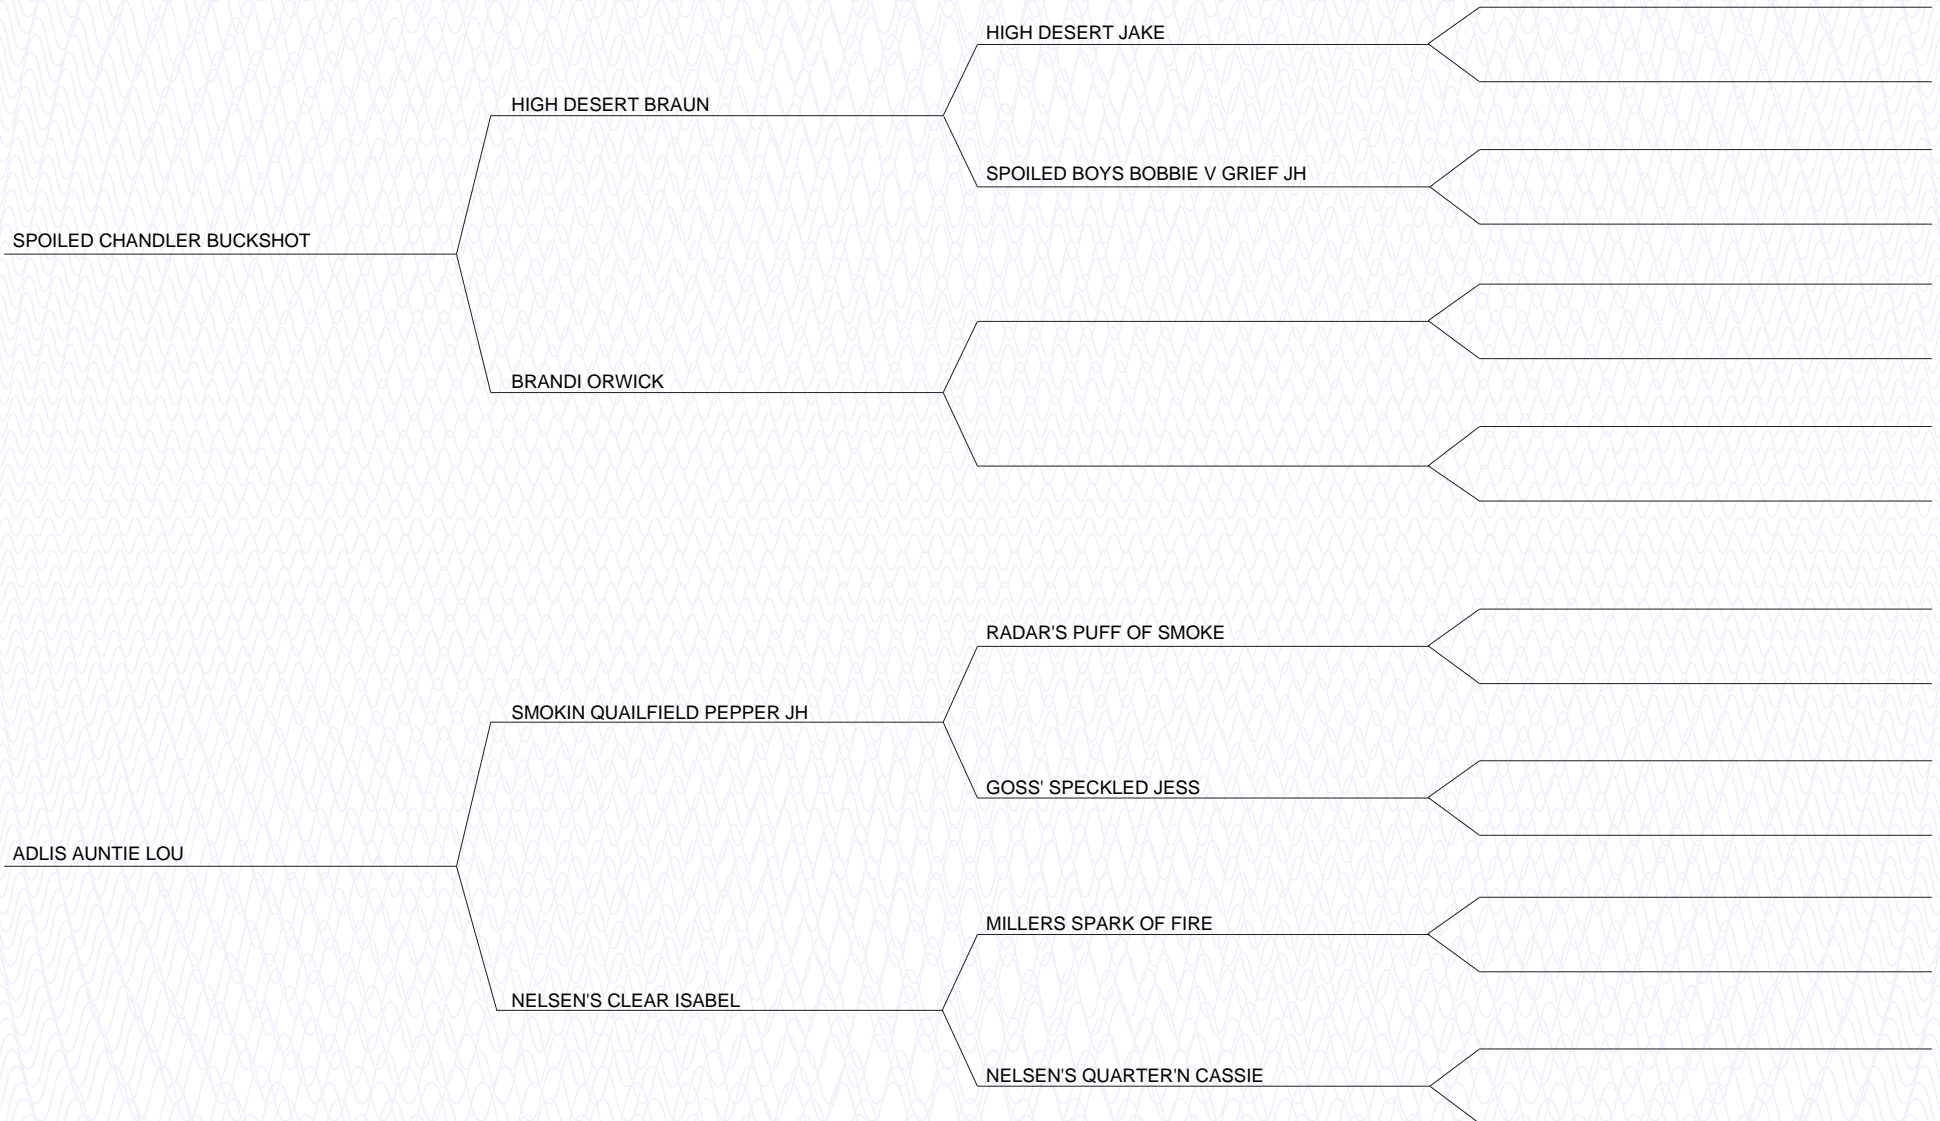 HIGH DESERT JAKE
HIGH DESERT BRAUN
SPOILED BOYS BOBBIE V GRIEF JH
SPOILED CHANDLER BUCKSHOT
BRANDI ORWICK
RADAR'S PUFF OF SMOKE
SMOKIN QUAILFIELD PEPPER JH
GOSS' SPECKLED JESS
ADLIS AUNTIE LOU
MILLERS SPARK OF FIRE
NELSEN'S CLEAR ISABEL
NELSEN'S QUARTER'N CASSIE